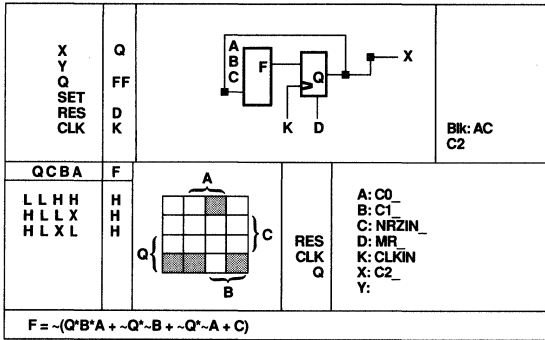 X Q
Y
Q FF
SET
RES D
CLK K
A
B
C
F
Q
X
K D
Blk: AC
C2
Q C B A F
L L H H H
H L L X H
H L X L H
A
C
Q
B
RES
CLK
Q
A: C0_
B: C1_
C: NRZIN_
D: MR_
K: CLKIN
X: C2_
Y:
F = ~(Q*B*A + ~Q*~B + ~Q*~A + C)